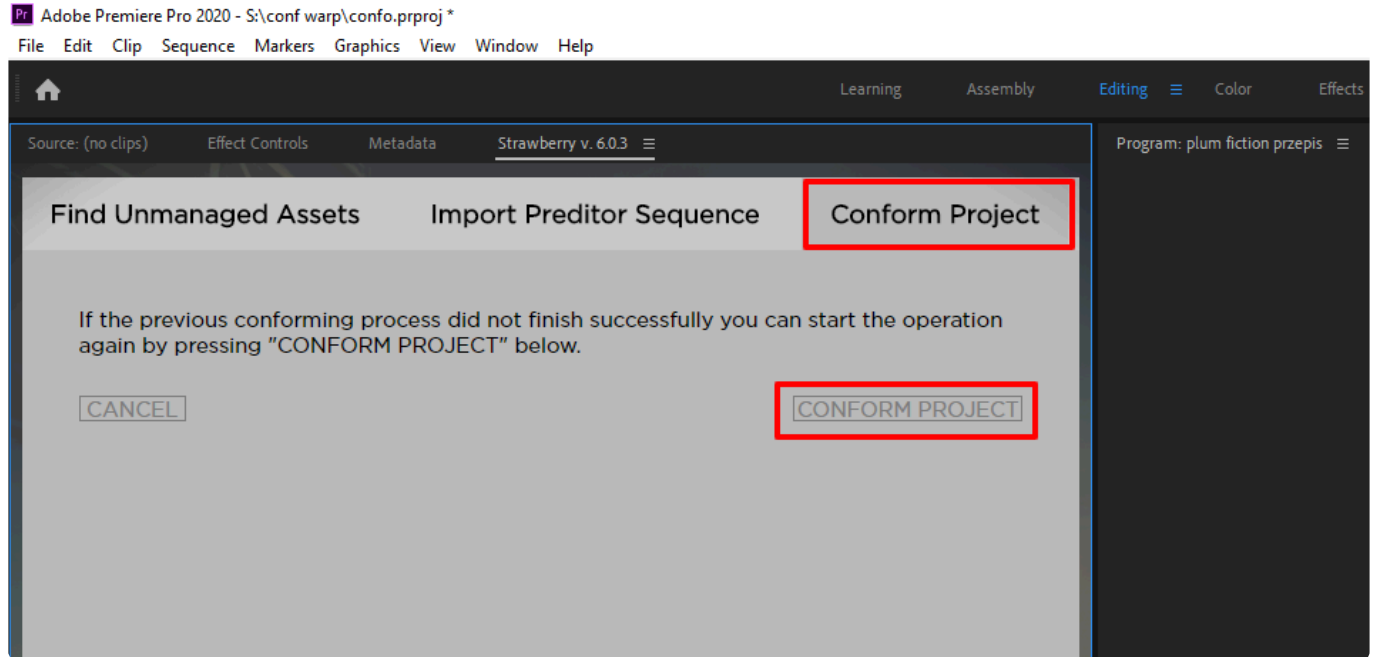 Pr Adobe Premiere Pro 2020 - S:\conf warp\confo.prproj *
File Edit Clip Sequence Markers Graphics View Window Help
Learning Assembly Editing Color Effects
Source: (no clips) Effect Controls Metadata Strawberry v. 6.0.3 Program: plum fiction przepis
Find Unmanaged Assets Import Preditor Sequence Conform Project
If the previous conforming process did not finish successfully you can start the operation
again by pressing "CONFORM PROJECT" below.
CANCEL CONFORM PROJECT